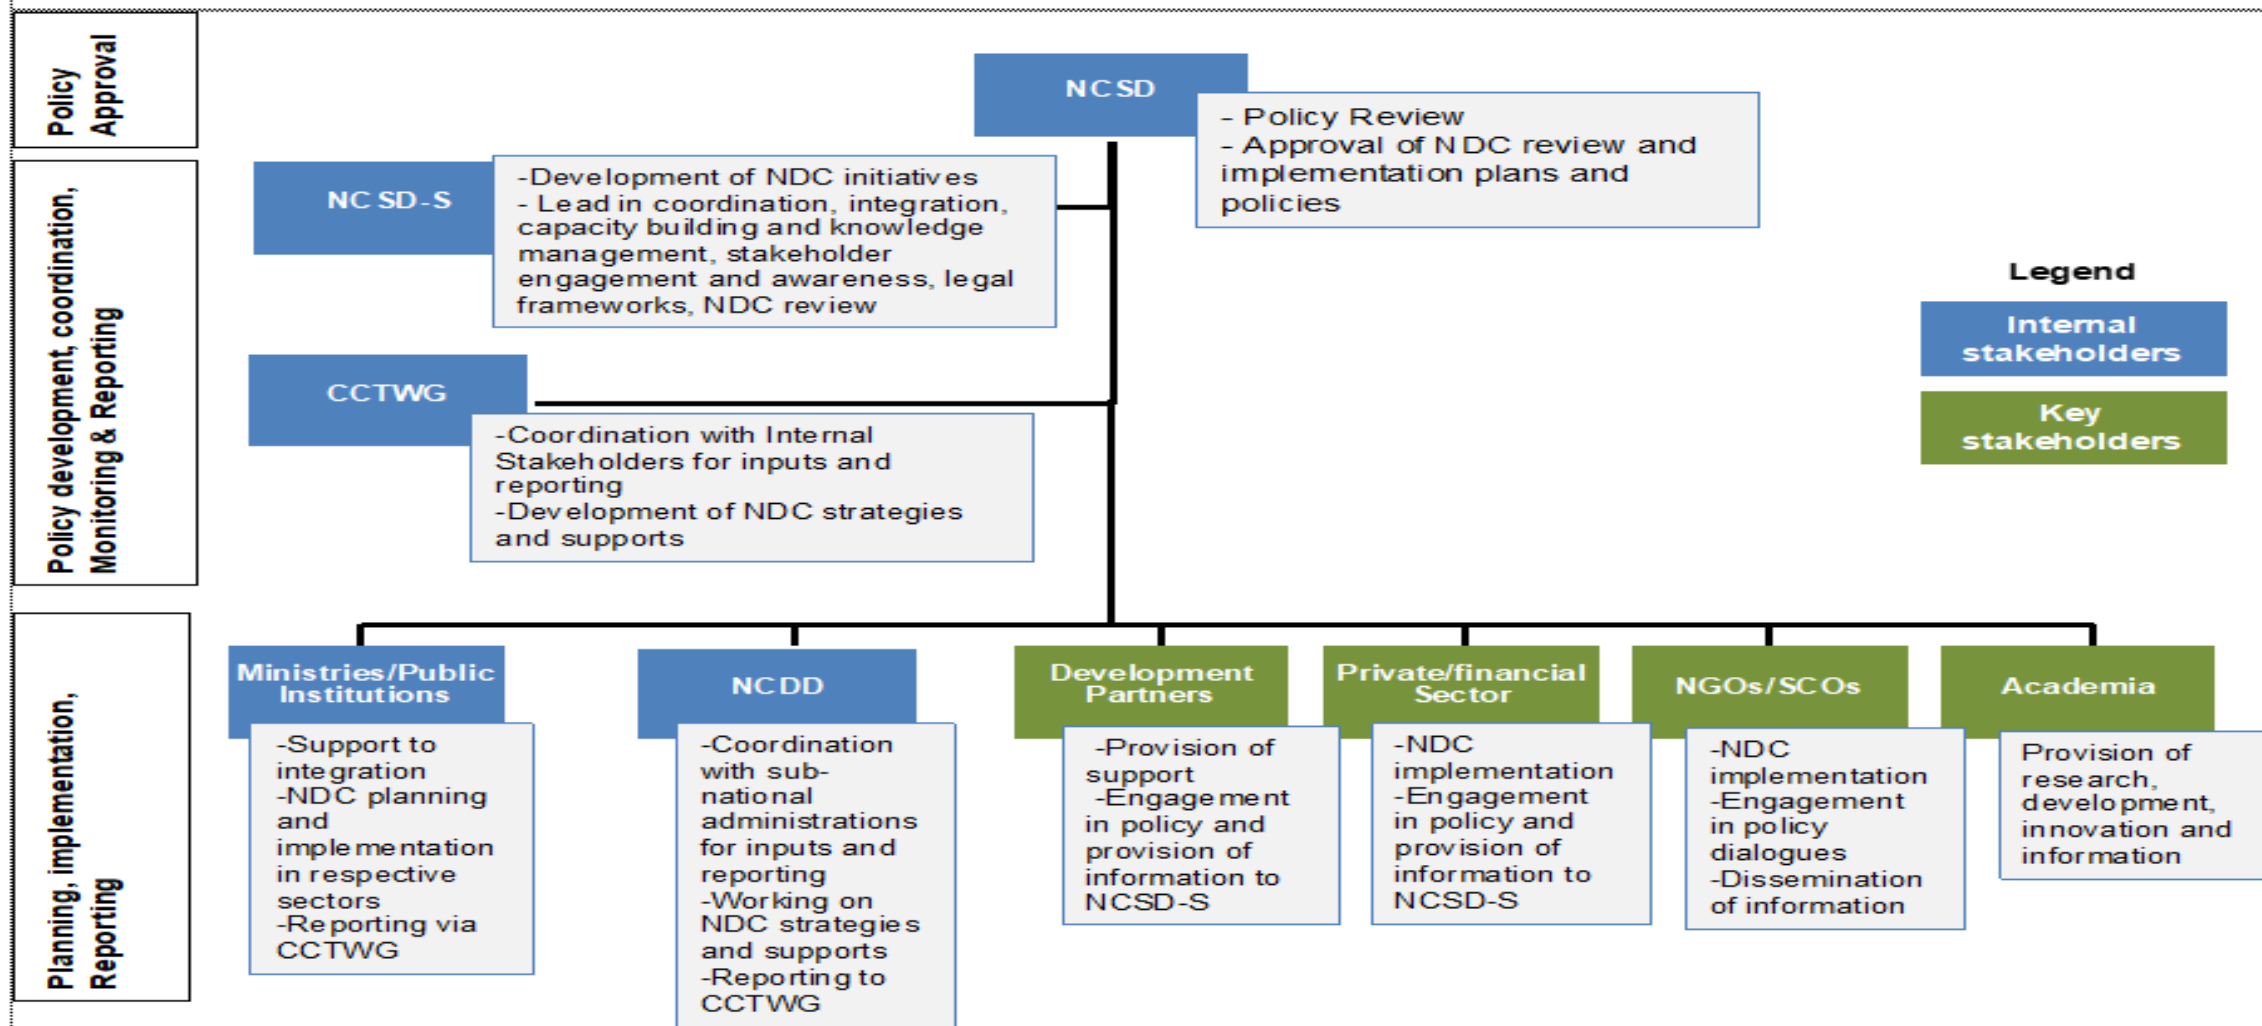 Policy
Approval
NCSD
- Policy Review
- Approval of NDC review and
implementation plans and
policies
Policy development, coordination,
Monitoring & Reporting
NCSD-S
-Development of NDC initiatives
- Lead in coordination, integration,
capacity building and knowledge
management, stakeholder
engagement and awareness, legal
frameworks, NDC review
CCTWG
-Coordination with Internal
Stakeholders for inputs and
reporting
-Development of NDC strategies
and supports
Legend
Internal
stakeholders
Key
stakeholders
Planning, implementation,
Reporting
Ministries/Public
Institutions
-Support to
integration
-NDC planning
and
implementation
in respective
sectors
-Reporting via
CCTWG
NCDD
-Coordination
with sub-
national
administrations
for inputs and
reporting
-Working on
NDC strategies
and supports
-Reporting to
CCTWG
Development
Partners
-Provision of
support
-Engagement
in policy and
provision of
information to
NCSD-S
Private/financial
Sector
-NDC
implementation
-Engagement
in policy and
provision of
information to
NCSD-S
NGOs/SCOs
-NDC
implementation
-Engagement
in policy
dialogues
-Dissemination
of information
Academia
Provision of
research,
development,
innovation and
information